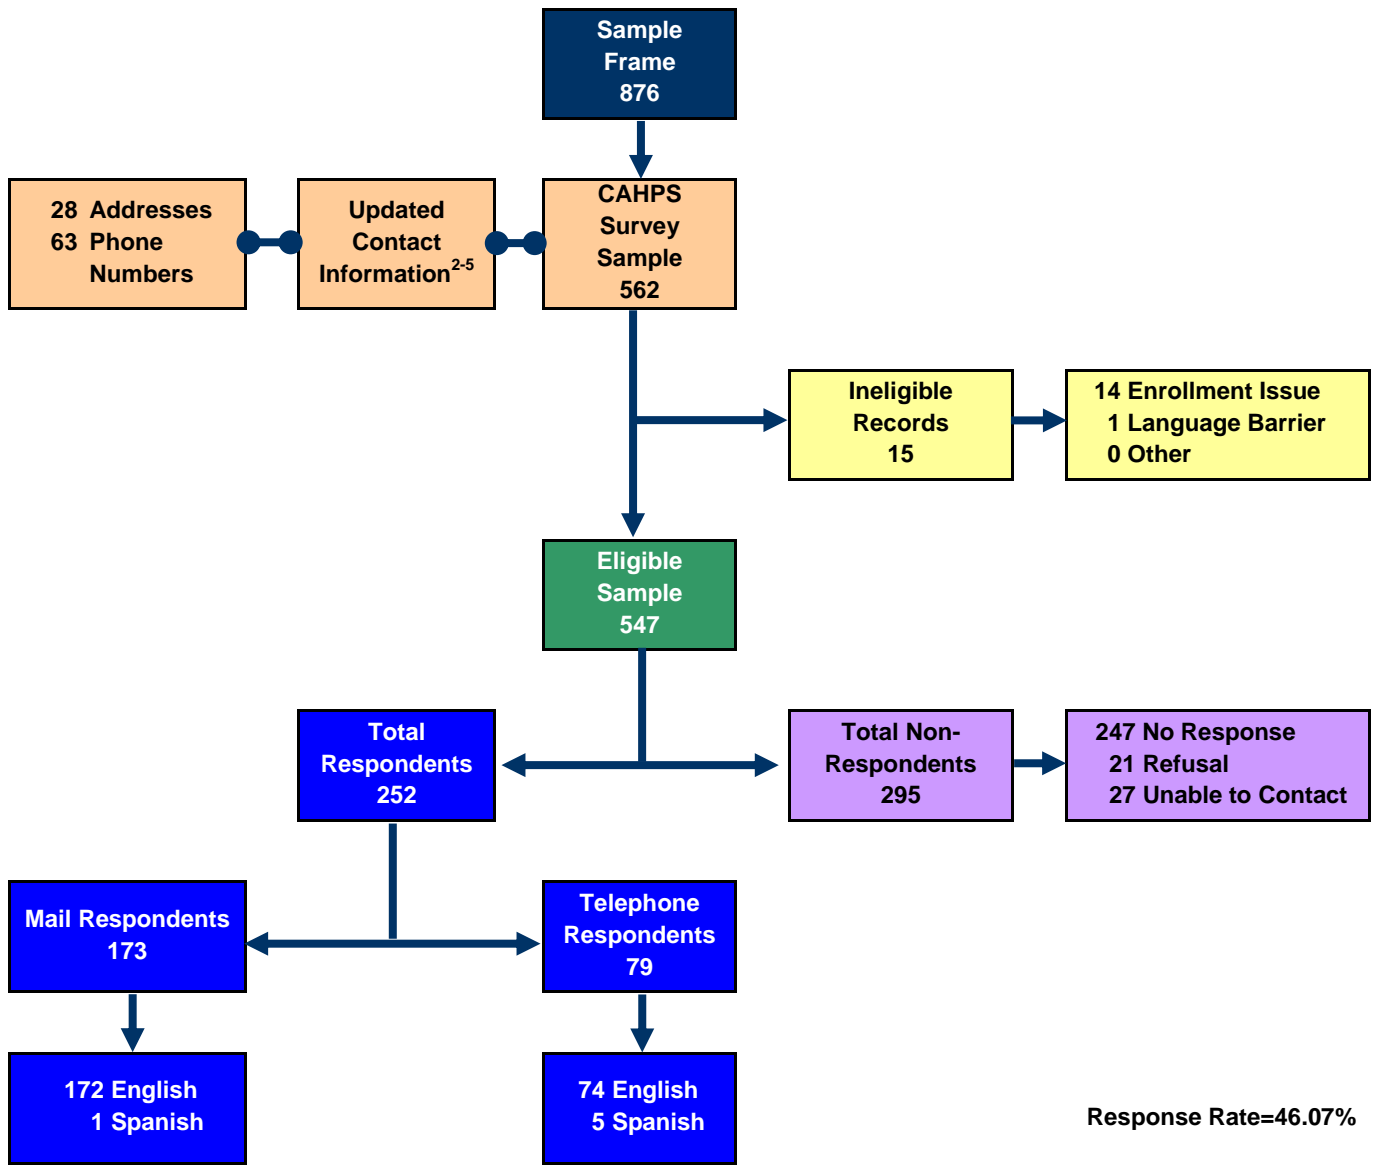 Sample
Frame
876
28 Addresses
63 Phone
Numbers
Updated
Contact
Information2-5
CAHPS
Survey
Sample
562
Ineligible
Records
15
14 Enrollment Issue
1 Language Barrier
0 Other
Eligible
Sample
547
Total
Respondents
252
Total Non-
Respondents
295
247 No Response
21 Refusal
27 Unable to Contact
Mail Respondents
173
Telephone
Respondents
79
172 English
1 Spanish
74 English
5 Spanish
Response Rate=46.07%